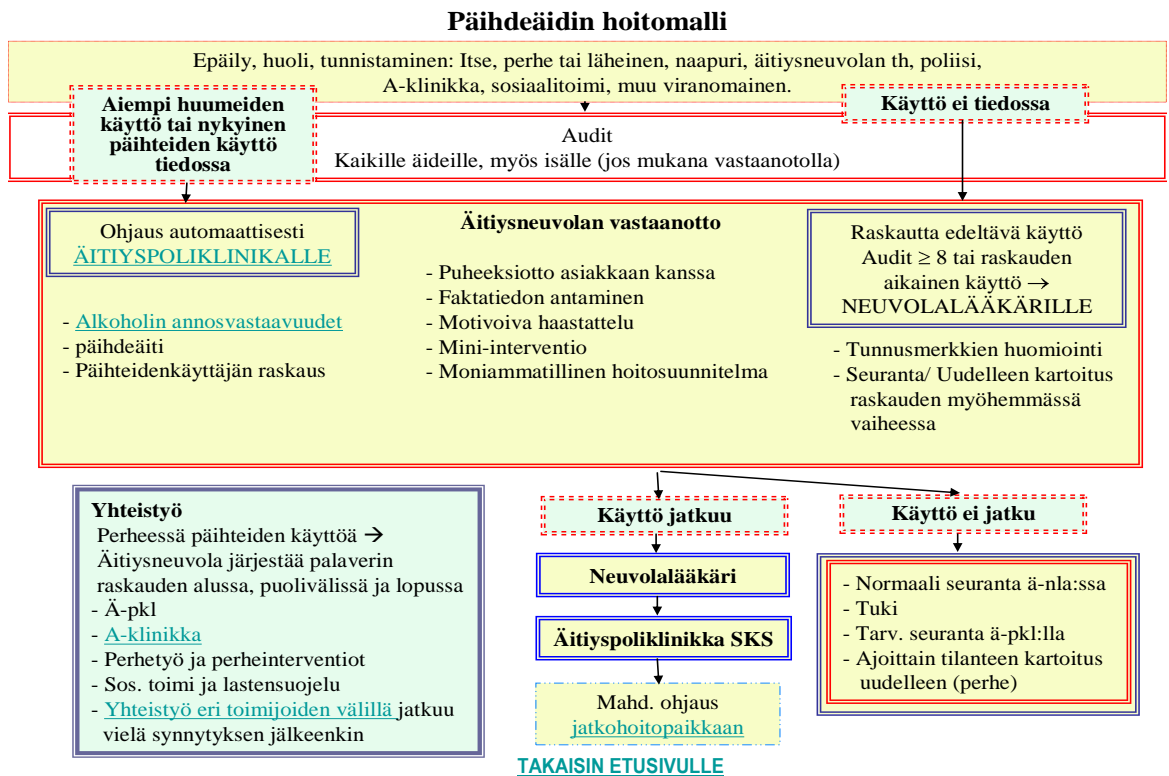 Päihdeäidin hoitomalli
Epäily, huoli, tunnistaminen: Itse, perhe tai läheinen, naapuri, äitiysneuvolan th, poliisi,
A-klinikka, sosiaalitoimi, muu viranomainen.
Aiempi huumeiden
käyttö tai nykyinen
päihteiden käyttö
tiedossa
Käyttö ei tiedossa
Audit
Kaikille äideille, myös isälle (jos mukana vastaanotolla)
Ohjaus automaattisesti
ÄITIYSPOLIKLINIKALLE
- Alkoholin annosvastaavuudet
- päihdeäiti
- Päihteidenkäyttäjän raskaus
Äitiysneuvolan vastaanotto
- Puheeksiotto asiakkaan kanssa
- Faktatiedon antaminen
- Motivoiva haastattelu
- Mini-interventio
- Moniammatillinen hoitosuunnitelma
Raskautta edeltävä käyttö
Audit ≥ 8 tai raskauden
aikainen käyttö →
NEUVOLALÄÄKÄRILLE
- Tunnusmerkkien huomiointi
- Seuranta/ Uudelleen kartoitus
raskauden myöhemmässä
vaiheessa
Yhteistyö
Perheessä päihteiden käyttöä →
Äitiysneuvola järjestää palaverin
raskauden alussa, puolivälissä ja lopussa
- Ä-pkl
- A-klinikka
- Perhetyö ja perheinterventiot
- Sos. toimi ja lastensuojelu
- Yhteistyö eri toimijoiden välillä jatkuu
vielä synnytyksen jälkeenkin
Käyttö jatkuu
Neuvolalääkäri
Äitiyspoliklinikka SKS
Mahd. ohjaus
jatkohoitopaikkaan
Käyttö ei jatku
- Normaali seuranta ä-nla:ssa
- Tuki
- Tarv. seuranta ä-pkl:lla
- Ajoittain tilanteen kartoitus
uudelleen (perhe)
TAKAISIN ETUSIVULLE